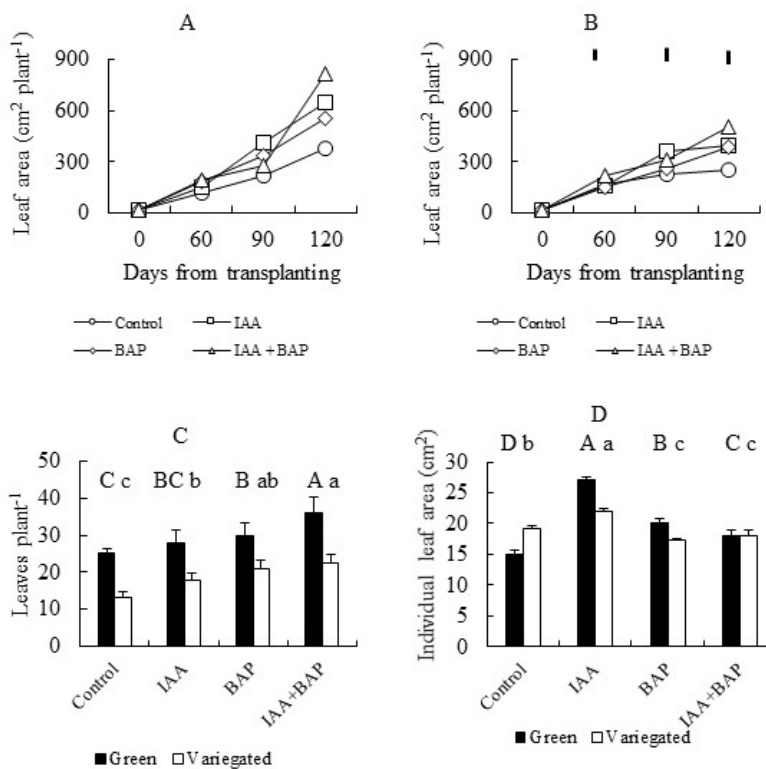 A
Leaf area (cm² plant⁻¹)
900
600
300
0
0 60 90 120
Days from transplanting
Control IAA
BAP IAA +BAP
B
Leaf area (cm² plant⁻¹)
900
600
300
0
0 60 90 120
Days from transplanting
Control IAA
BAP IAA +BAP
C
Leaves plant⁻¹
50
40
30
20
10
0
C c BC b B ab A a
Control IAA BAP IAA+BAP
Green Variegated
D
Individual leaf area (cm²)
30
25
20
15
10
5
0
D b A a B c C c
Control IAA BAP IAA+BAP
Green Variegated